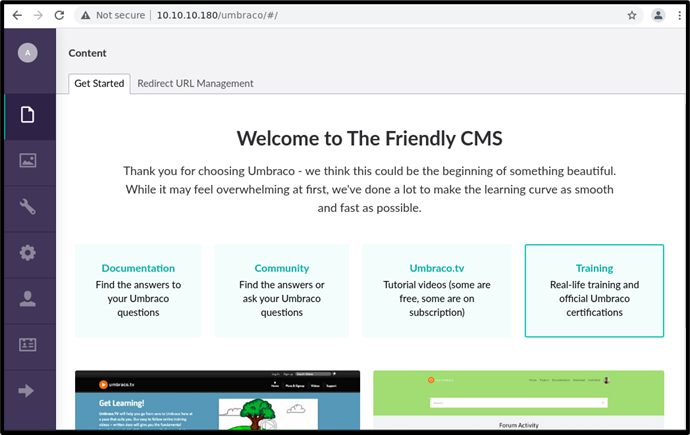 Not secure | 10.10.10.180/umbraco/#/
A
Content
Get Started Redirect URL Management
Welcome to The Friendly CMS
Thank you for choosing Umbraco - we think this could be the beginning of something beautiful.
While it may feel overwhelming at first, we've done a lot to make the learning curve as smooth
and fast as possible.
Documentation
Find the answers to
your Umbraco
questions
Community
Find the answers or
ask your Umbraco
questions
Umbraco.tv
Tutorial videos (some are
free, some are on
subscription)
Training
Real-life training and
official Umbraco
certifications
umbraco.tv
Get Learning!
Forum Activity